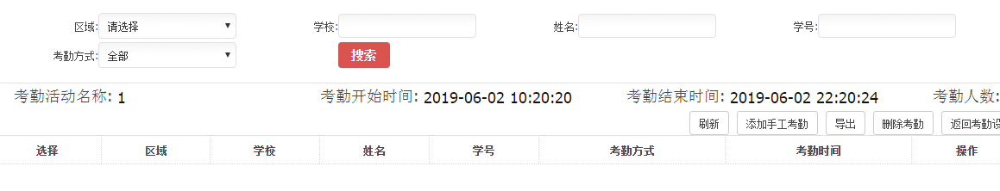 区域: 请选择 学校: 姓名: 学号:
考勤方式: 全部 搜索
考勤活动名称: 1 考勤开始时间: 2019-06-02 10:20:20 考勤结束时间: 2019-06-02 22:20:24 考勤人数:
刷新 添加手工考勤 导出 删除考勤 返回考勤设
选择 区域 学校 姓名 学号 考勤方式 考勤时间 操作